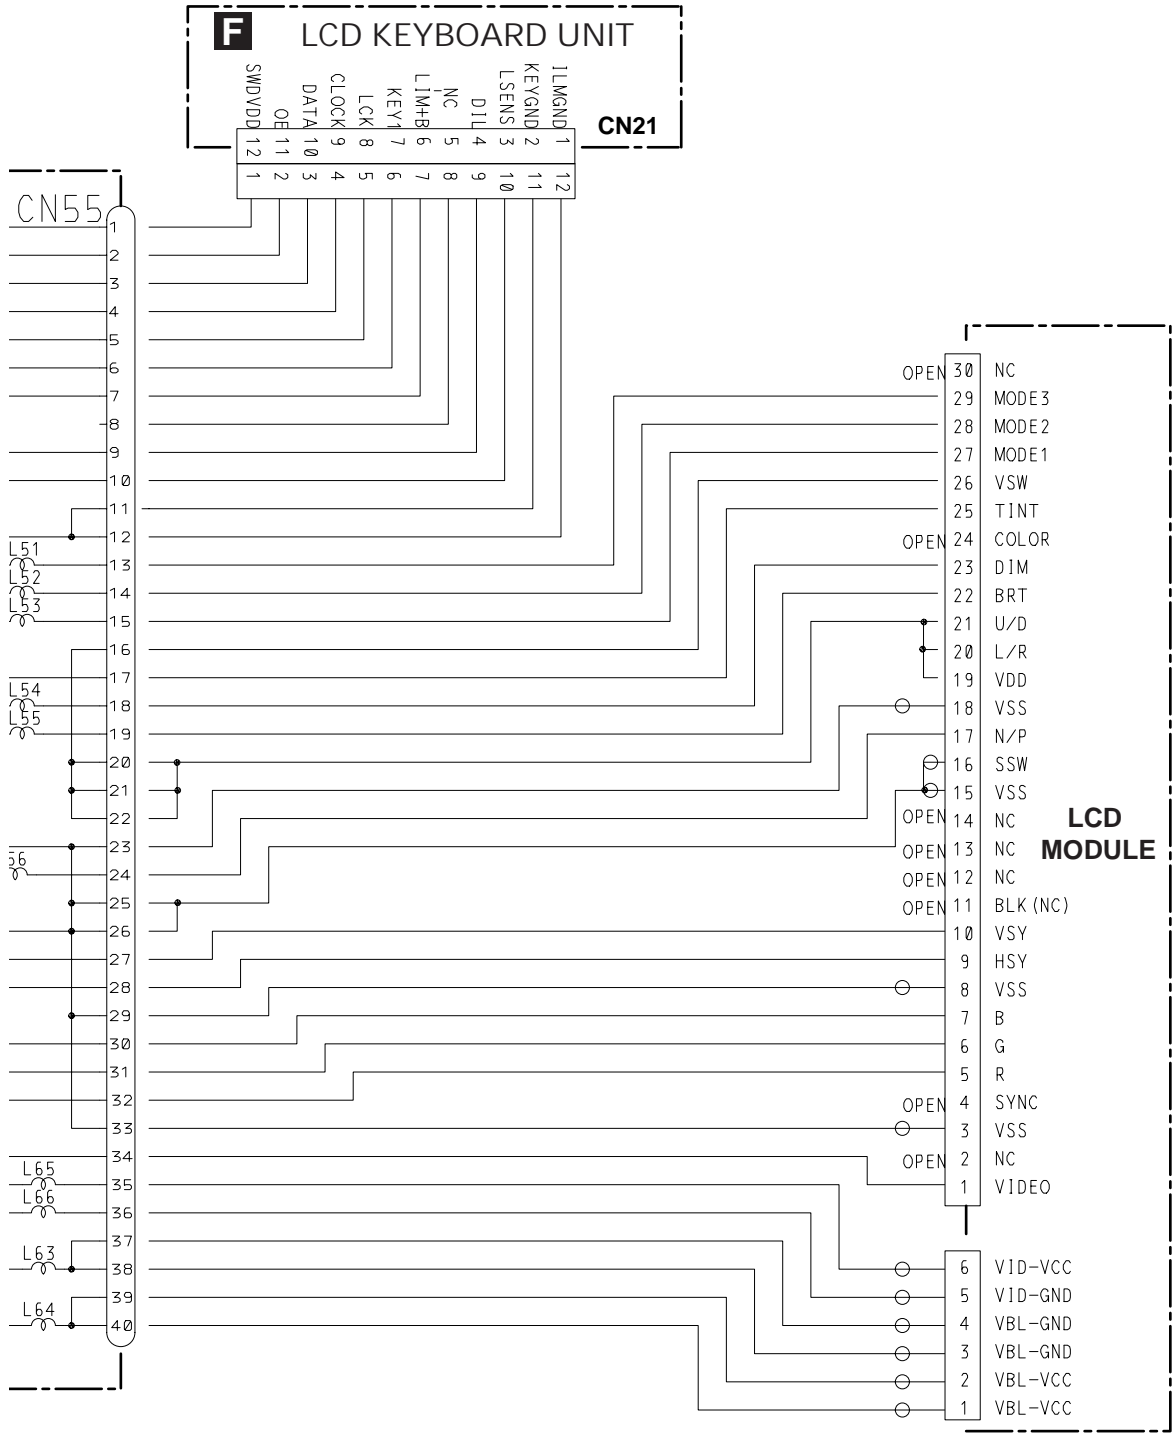 F LCD KEYBOARD UNIT
SWDVDD 12
OE 11
DATA 10
CLOCK 9
LCK 8
KEY1 7
LIM+B 6
NC 5
DIL 4
LSENS 3
KEYGND 2
ILMGND 1
CN21
1 2 3 4 5 6 7 8 9 10 11 12
CN55
1
2
3
4
5
6
7
8
9
10
11
12
L51
13
L52
14
L53
15
16
17
L54
18
L55
19
20
21
22
23
56
24
25
26
27
28
29
30
31
32
33
34
L65
35
L66
36
37
L63
38
39
L64
40
OPEN 30 NC
29 MODE3
28 MODE2
27 MODE1
26 VSW
25 TINT
OPEN 24 COLOR
23 DIM
22 BRT
21 U/D
20 L/R
19 VDD
18 VSS
17 N/P
16 SSW
15 VSS
OPEN 14 NC
OPEN 13 NC
OPEN 12 NC
OPEN 11 BLK(NC)
10 VSY
9 HSY
8 VSS
7 B
6 G
5 R
OPEN 4 SYNC
3 VSS
OPEN 2 NC
1 VIDEO
LCD
MODULE
6 VID-VCC
5 VID-GND
4 VBL-GND
3 VBL-GND
2 VBL-VCC
1 VBL-VCC